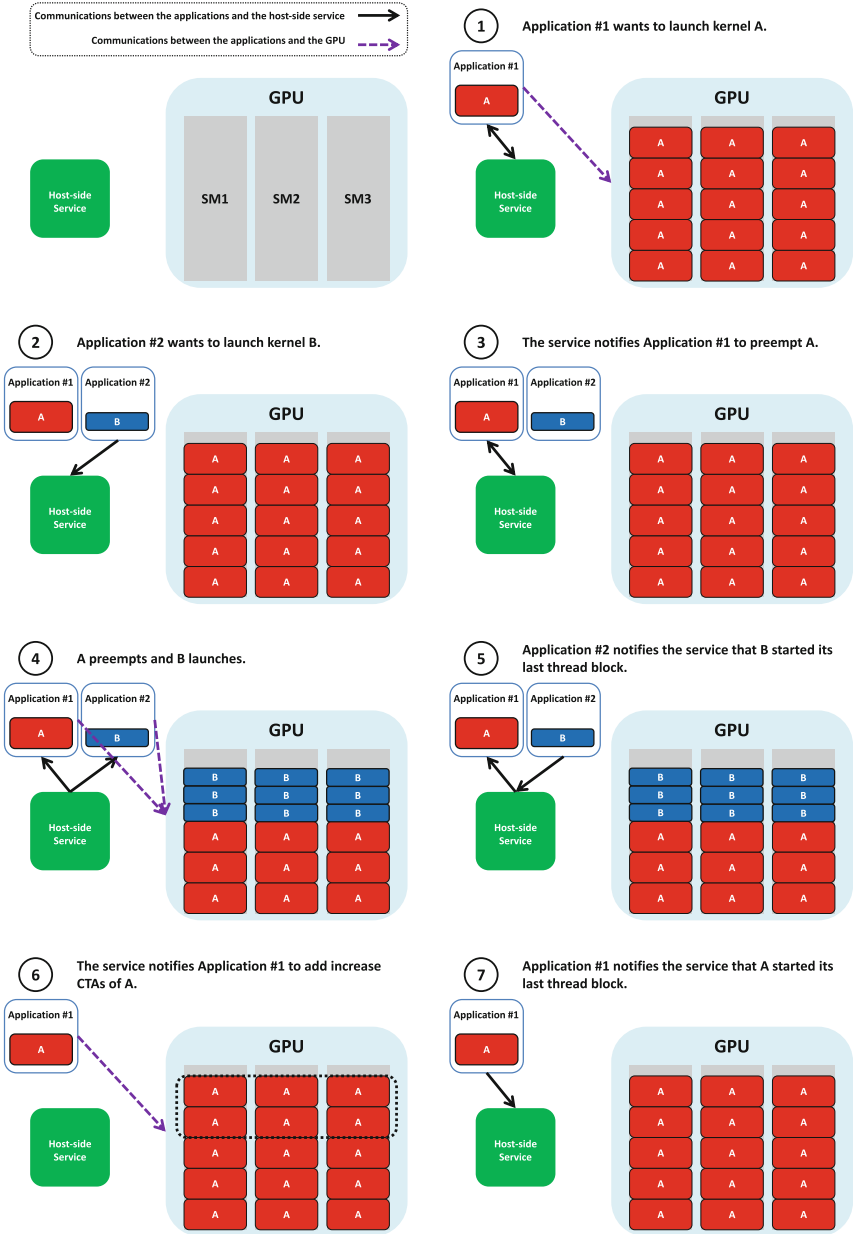 Communications between the applications and the host-side service
Communications between the applications and the GPU
GPU
SM1 SM2 SM3
Host-side
Service
1 Application #1 wants to launch kernel A.
Application #1
A
Host-side
Service
GPU
A A A
A A A
A A A
A A A
A A A
2 Application #2 wants to launch kernel B.
Application #1 Application #2
A B
Host-side
Service
GPU
A A A
A A A
A A A
A A A
A A A
3 The service notifies Application #1 to preempt A.
Application #1 Application #2
A B
Host-side
Service
GPU
A A A
A A A
A A A
A A A
A A A
4 A preempts and B launches.
Application #1 Application #2
A B
Host-side
Service
GPU
B B B
B B B
B B B
A A A
A A A
A A A
5 Application #2 notifies the service that B started its
last thread block.
Application #1 Application #2
A B
Host-side
Service
GPU
B B B
B B B
B B B
A A A
A A A
A A A
6 The service notifies Application #1 to add increase
CTAs of A.
Application #1
A
Host-side
Service
GPU
A A A
A A A
A A A
A A A
A A A
7 Application #1 notifies the service that A started its
last thread block.
Application #1
A
Host-side
Service
GPU
A A A
A A A
A A A
A A A
A A A